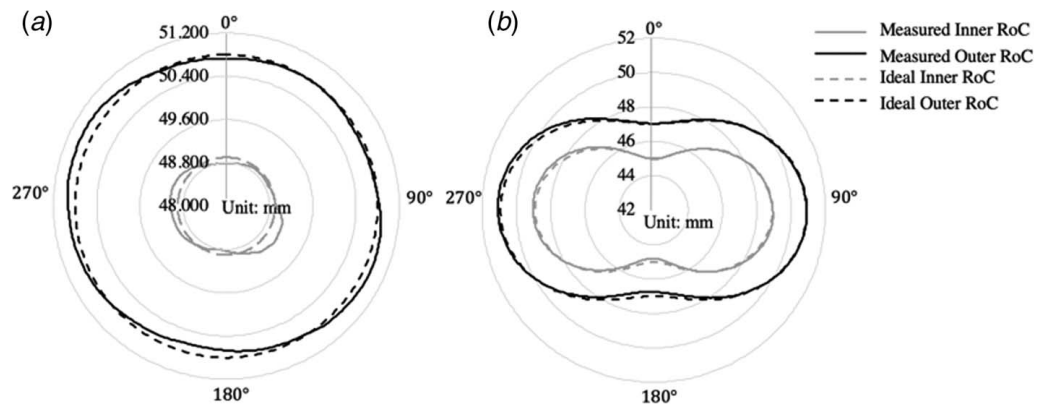 (a)
0°
51.200
50.400
49.600
48.800
48.000
Unit: mm
270°
90°
180°
(b)
0°
52
50
48
46
44
42
Unit: mm
270°
90°
180°
Measured Inner RoC
Measured Outer RoC
Ideal Inner RoC
Ideal Outer RoC